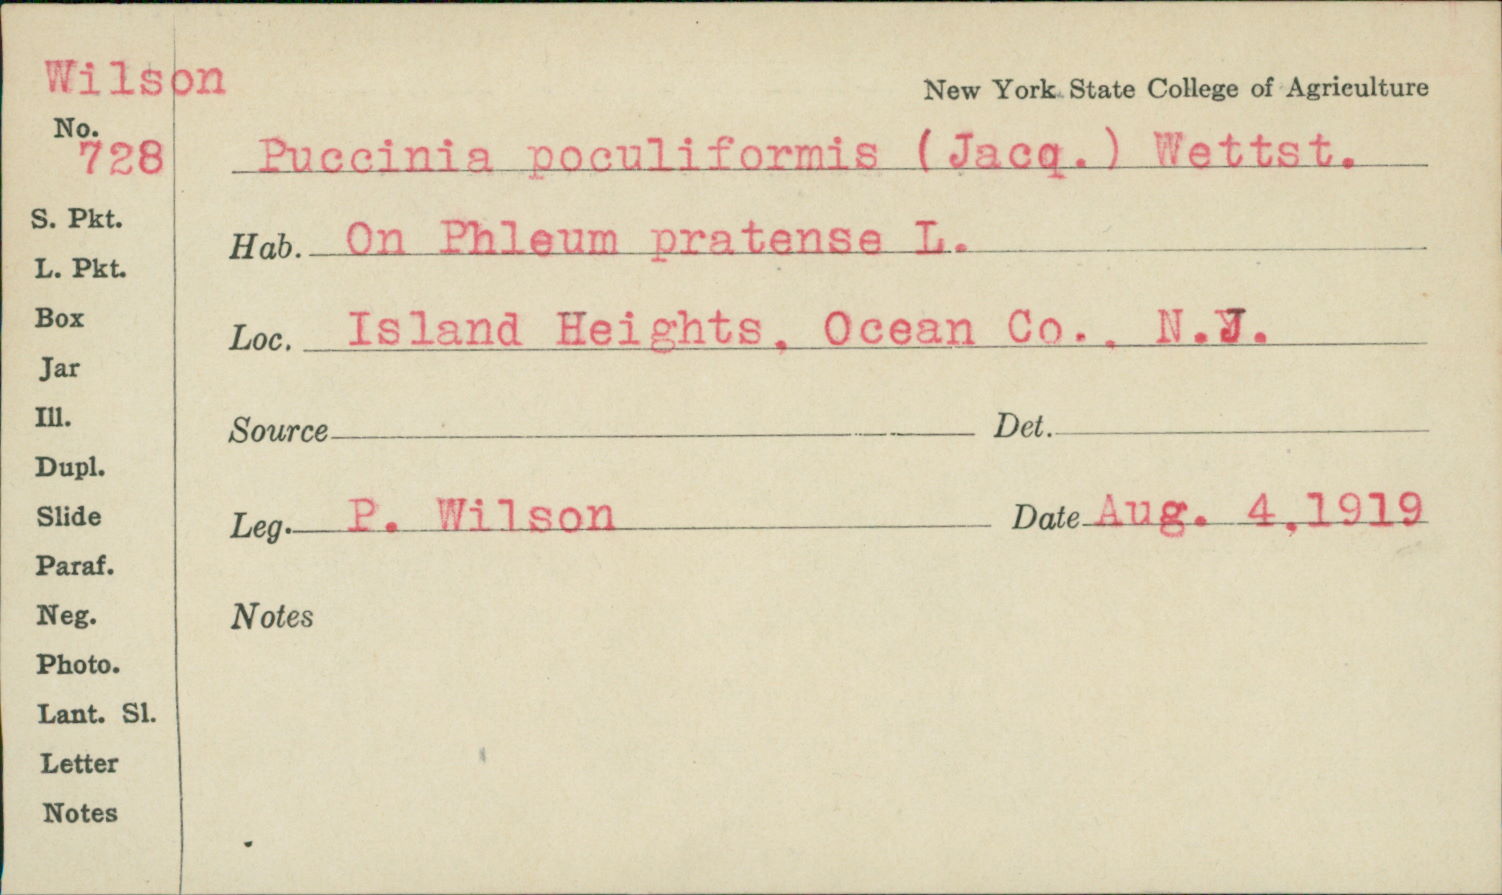 Wilson
New York State College of Agriculture
No.
728
Puccinia poculiformis (Jacq.) Wettst.
S. Pkt.
Hab. On Phleum pratense L.
L. Pkt.
Box
Loc. Island Heights, Ocean Co., N.J.
Jar
Ill.
Source Det.
Dupl.
Slide
Leg. P. Wilson Date Aug. 4, 1919
Paraf.
Neg.
Notes
Photo.
Lant. Sl.
Letter
Notes